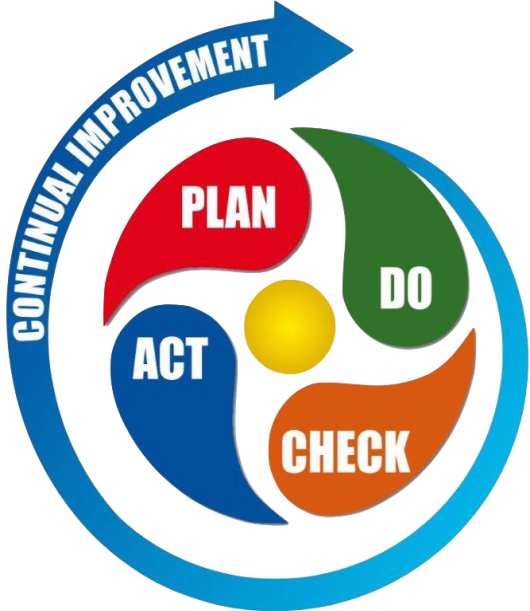 CONTINUAL IMPROVEMENT
PLAN
DO
CHECK
ACT